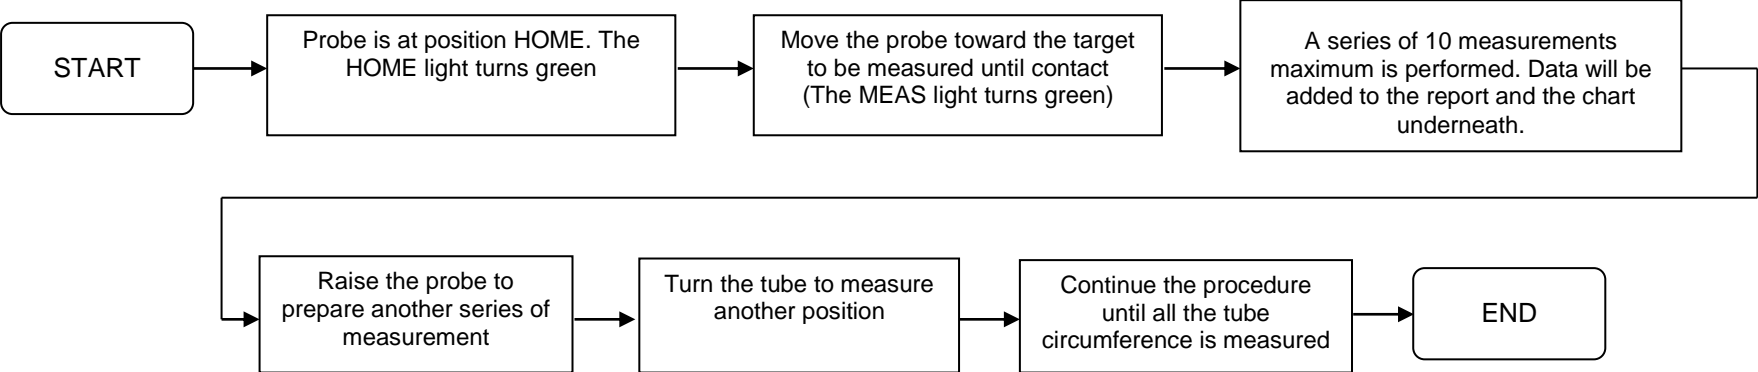 START
Probe is at position HOME. The
HOME light turns green
Move the probe toward the target
to be measured until contact
(The MEAS light turns green)
A series of 10 measurements
maximum is performed. Data will be
added to the report and the chart
underneath.
Raise the probe to
prepare another series of
measurement
Turn the tube to measure
another position
Continue the procedure
until all the tube
circumference is measured
END